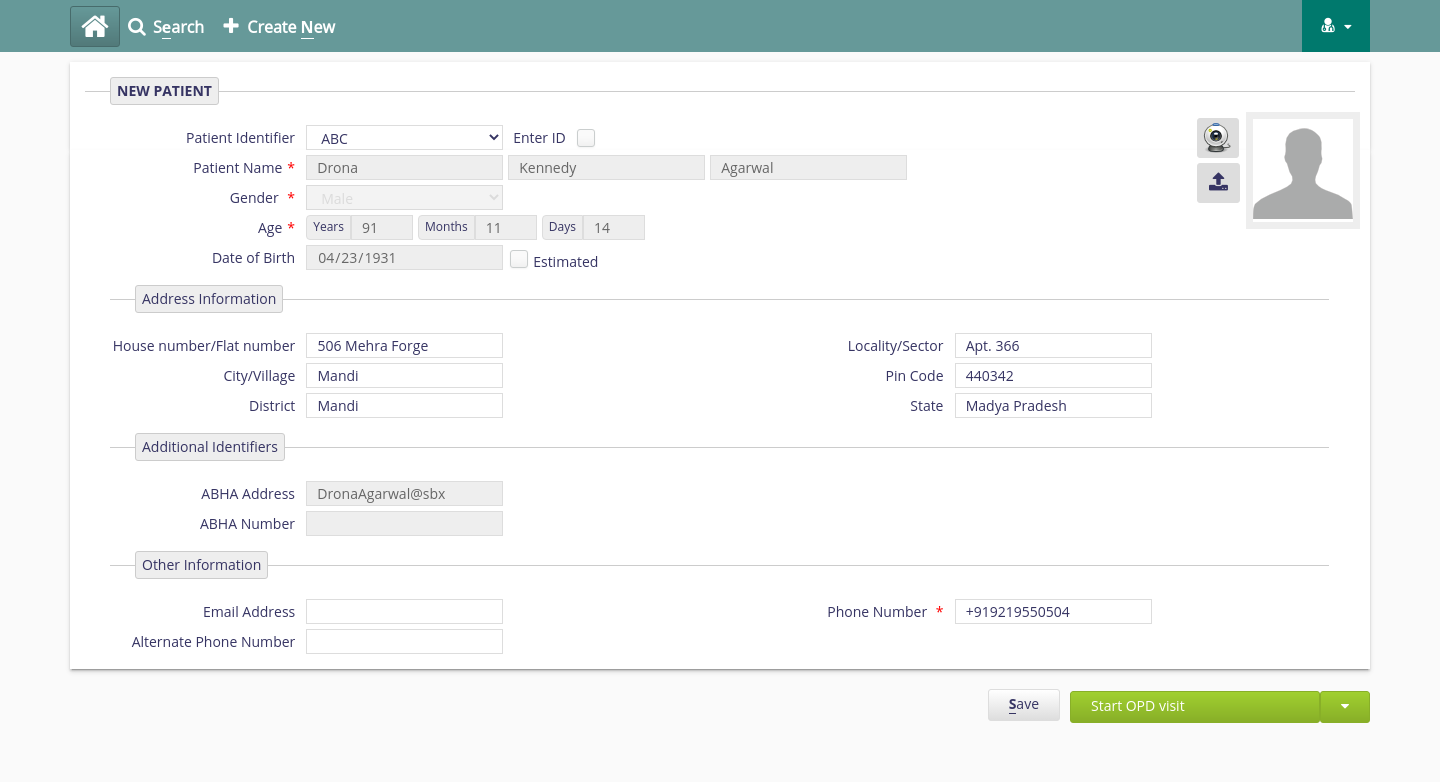 Search Create New
NEW PATIENT
Patient Identifier ABC Enter ID
Patient Name * Drona Kennedy Agarwal
Gender * Male
Age * Years 91 Months 11 Days 14
Date of Birth 04/23/1931 Estimated
Address Information
House number/Flat number 506 Mehra Forge Locality/Sector Apt. 366
City/Village Mandi Pin Code 440342
District Mandi State Madya Pradesh
Additional Identifiers
ABHA Address DronaAgarwal@sbx
ABHA Number
Other Information
Email Address Phone Number * +919219550504
Alternate Phone Number
Save Start OPD visit